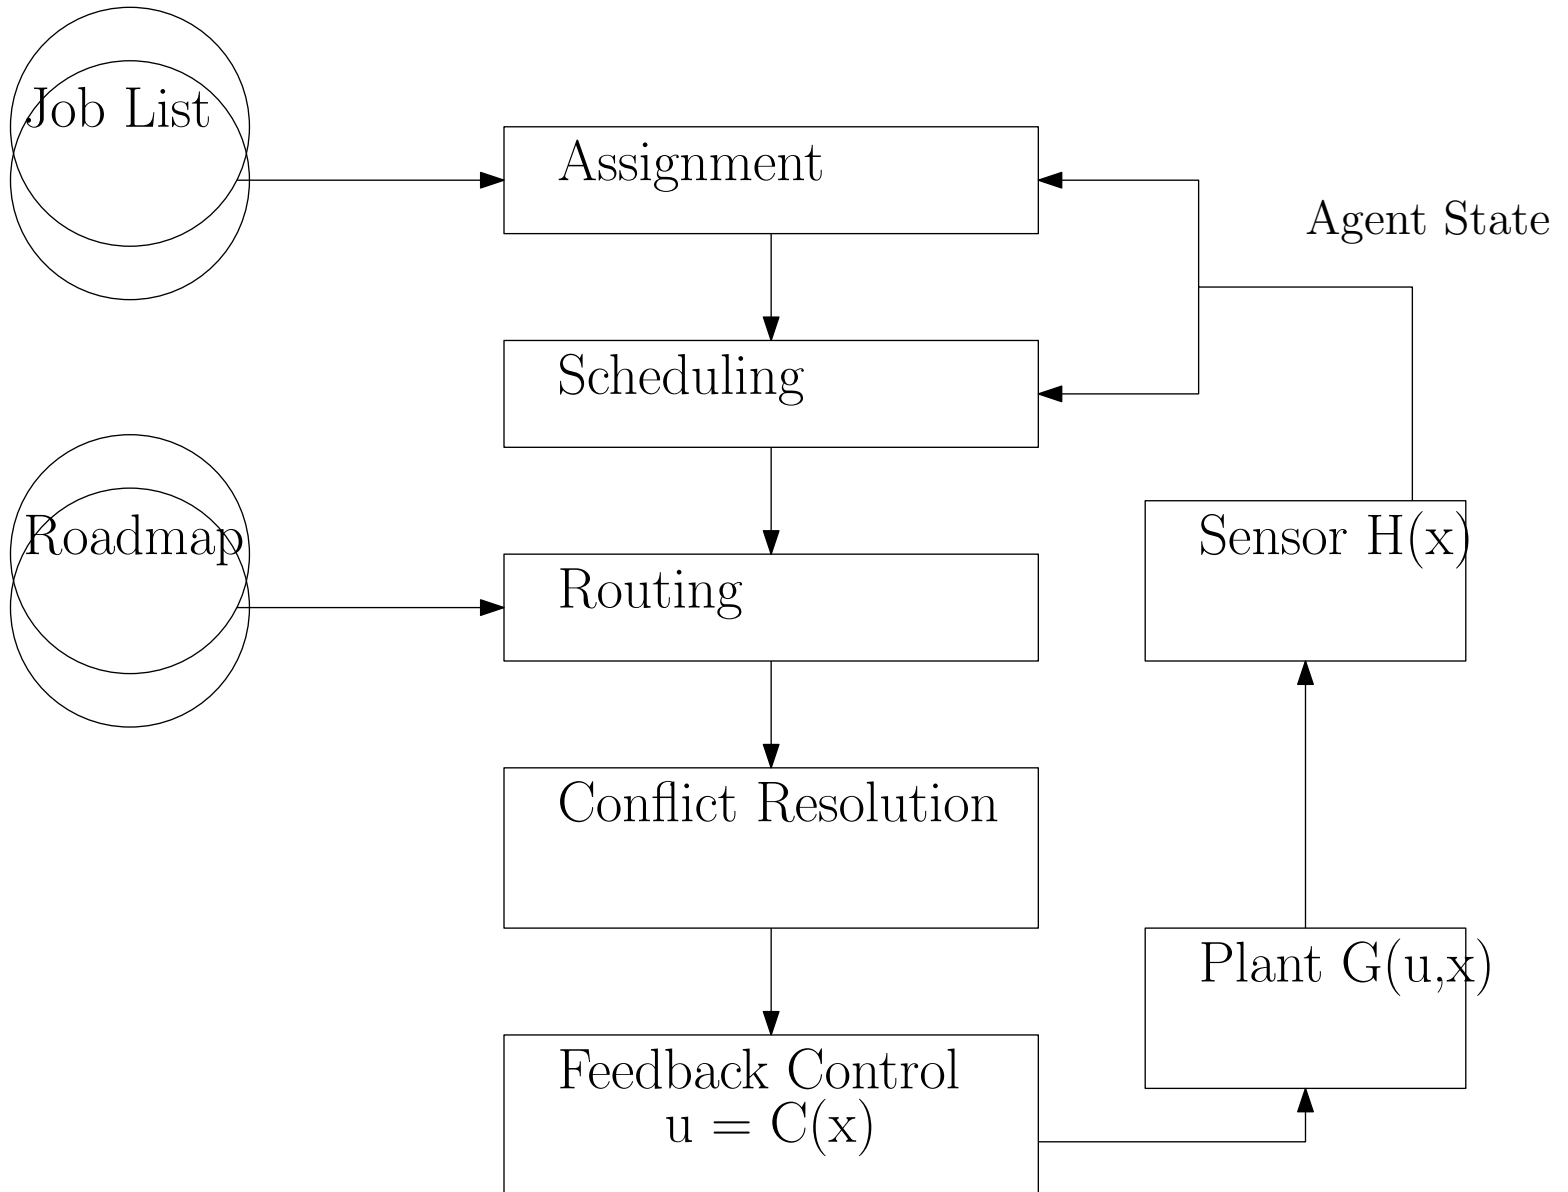 Job List
Assignment
Agent State
Scheduling
Roadmap
Sensor H(x)
Routing
Conflict Resolution
Plant G(u,x)
Feedback Control
u = C(x)